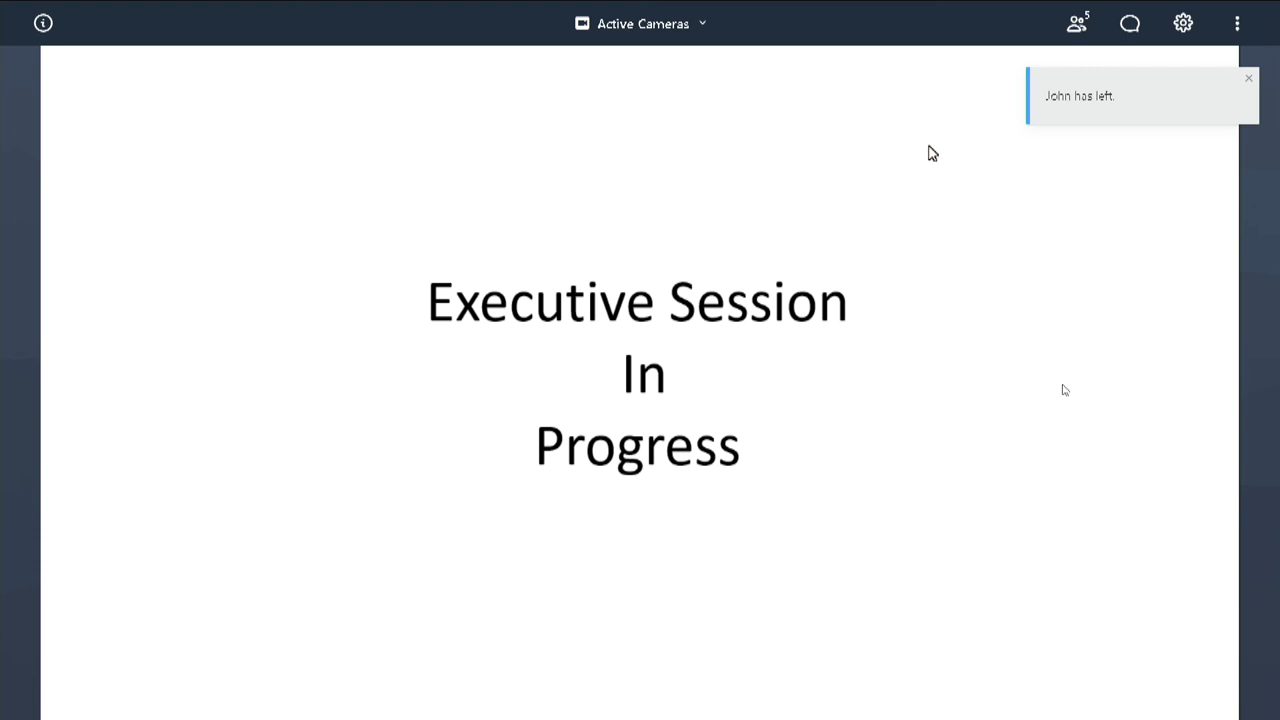 Active Cameras
5
John has left.
Executive Session
In
Progress